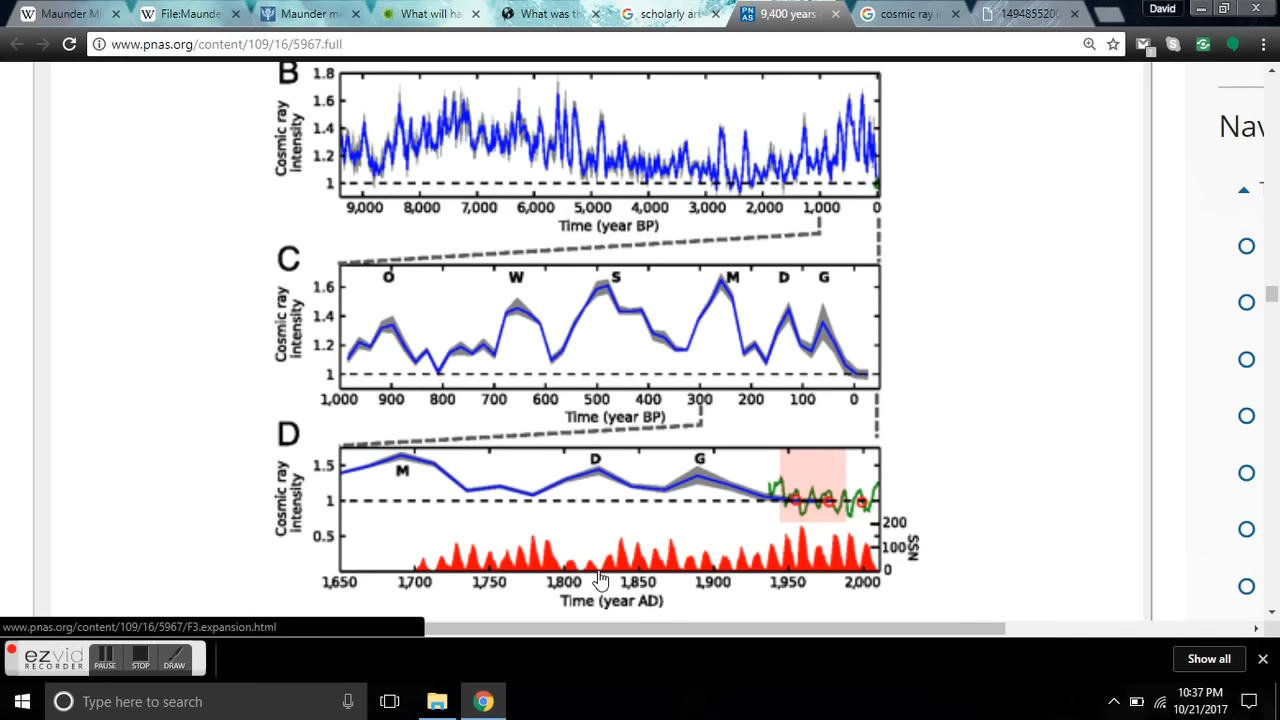 Maunder Mi
File:Maunde
Maunder mi
What will ha
What was th
scholarly art
9,400 years
cosmic ray in
1494855200
David
www.pnas.org/content/109/16/5967.full
B
1.8
1.6
1.4
1.2
1
Cosmic ray intensity
9,000 8,000 7,000 6,000 5,000 4,000 3,000 2,000 1,000 0
Time (year BP)
Nav
C
O W S M D G
1.6
1.4
1.2
1
Cosmic ray intensity
1,000 900 800 700 600 500 400 300 200 100 0
Time (year BP)
D
M D G
1.5
1
0.5
Cosmic ray intensity
200
100
0
SSN
1,650 1,700 1,750 1,800 1,850 1,900 1,950 2,000
Time (year AD)
www.pnas.org/content/109/16/5967/F3.expansion.html
ezvid
RECORDER
PAUSE STOP DRAW
Show all
Type here to search
10:37 PM
10/21/2017